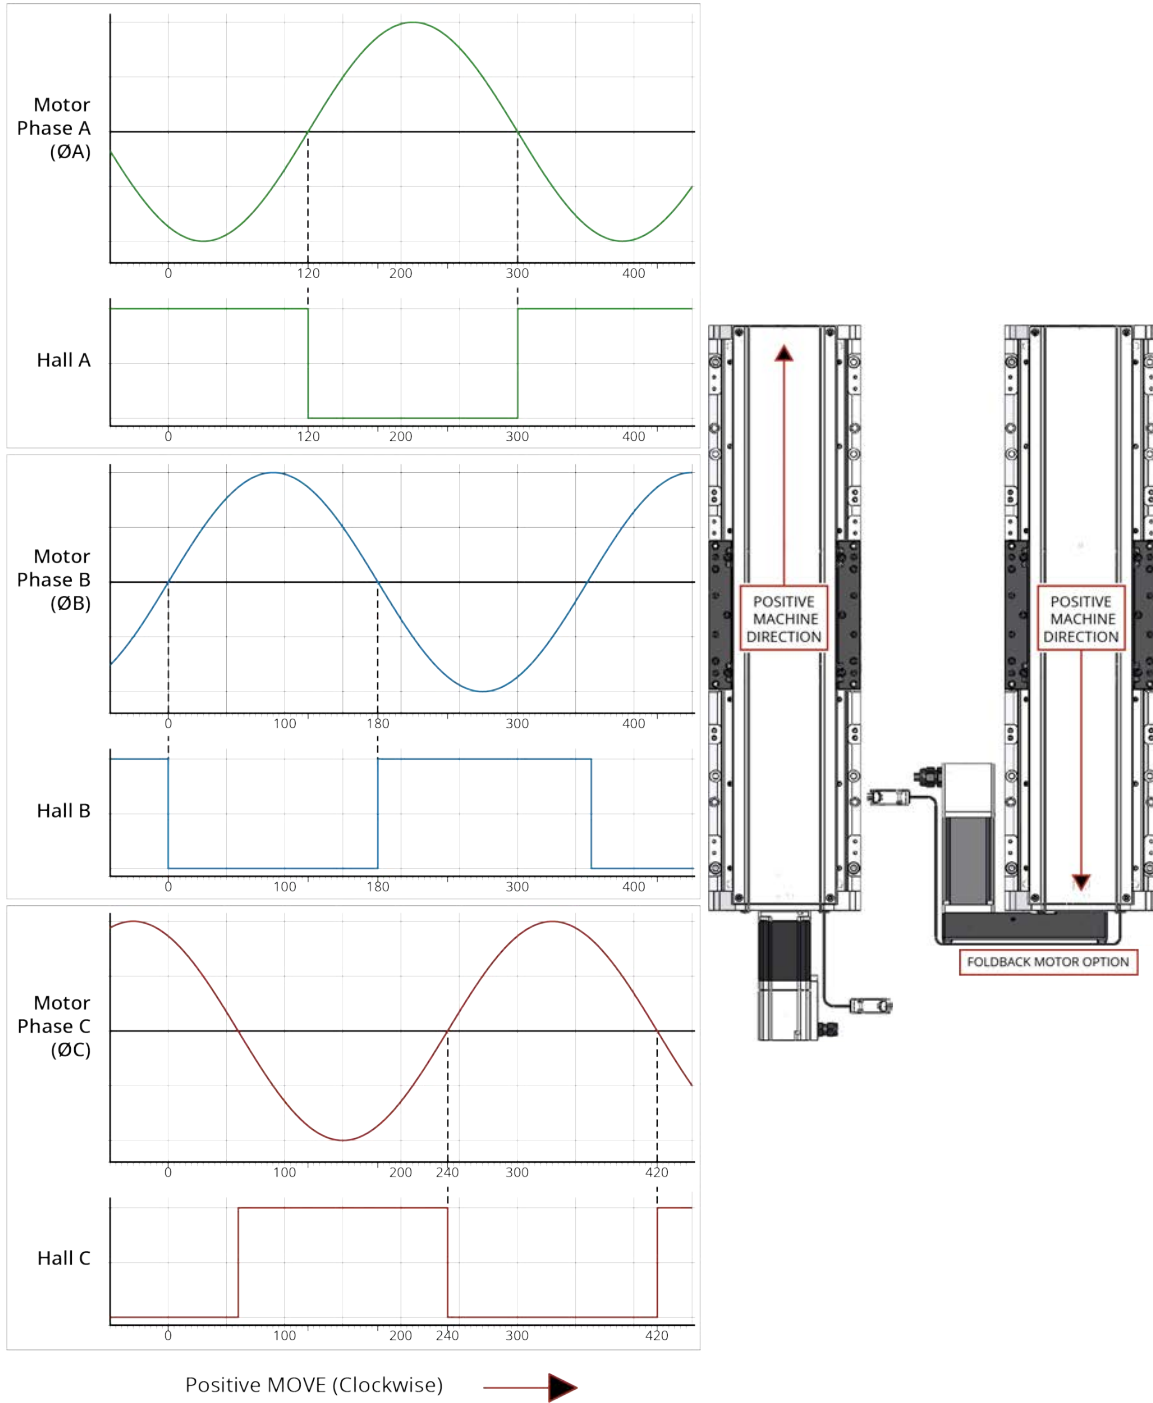 Motor
Phase A
(ØA)
0 120 200 300 400
Hall A
0 120 200 300 400
Motor
Phase B
(ØB)
0 100 180 300 400
Hall B
0 100 180 300 400
Motor
Phase C
(ØC)
0 100 200 240 300 420
Hall C
0 100 200 240 300 420
Positive MOVE (Clockwise)
POSITIVE
MACHINE
DIRECTION
POSITIVE
MACHINE
DIRECTION
FOLDBACK MOTOR OPTION